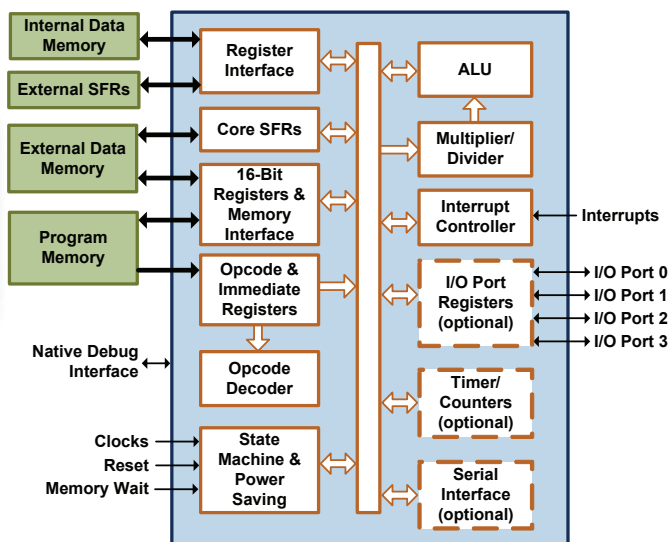 Internal Data
Memory
External SFRs
External Data
Memory
Program
Memory
Native Debug
Interface
Clocks
Reset
Memory Wait
Register
Interface
Core SFRs
16-Bit
Registers &
Memory
Interface
Opcode &
Immediate
Registers
Opcode
Decoder
State
Machine &
Power
Saving
ALU
Multiplier/
Divider
Interrupt
Controller
I/O Port
Registers
(optional)
Timer/
Counters
(optional)
Serial
Interface
(optional)
Interrupts
I/O Port 0
I/O Port 1
I/O Port 2
I/O Port 3